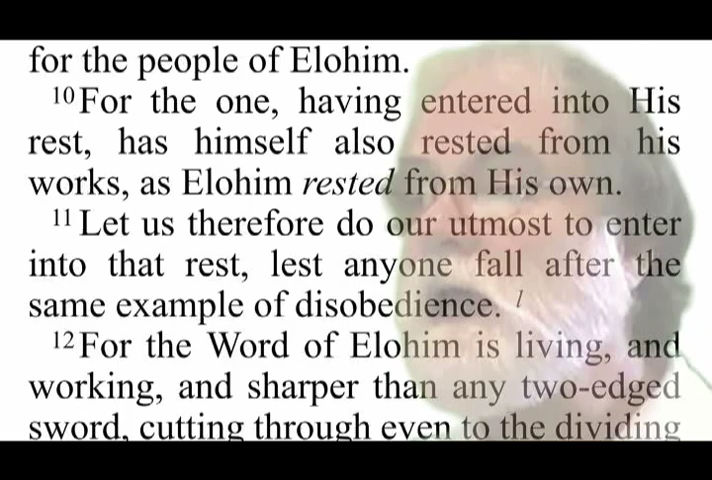 for the people of Elohim.
¹⁰For the one, having entered into His
rest, has himself also rested from his
works, as Elohim rested from His own.
¹¹Let us therefore do our utmost to enter
into that rest, lest anyone fall after the
same example of disobedience. ˡ
¹²For the Word of Elohim is living, and
working, and sharper than any two-edged
sword, cutting through even to the dividing